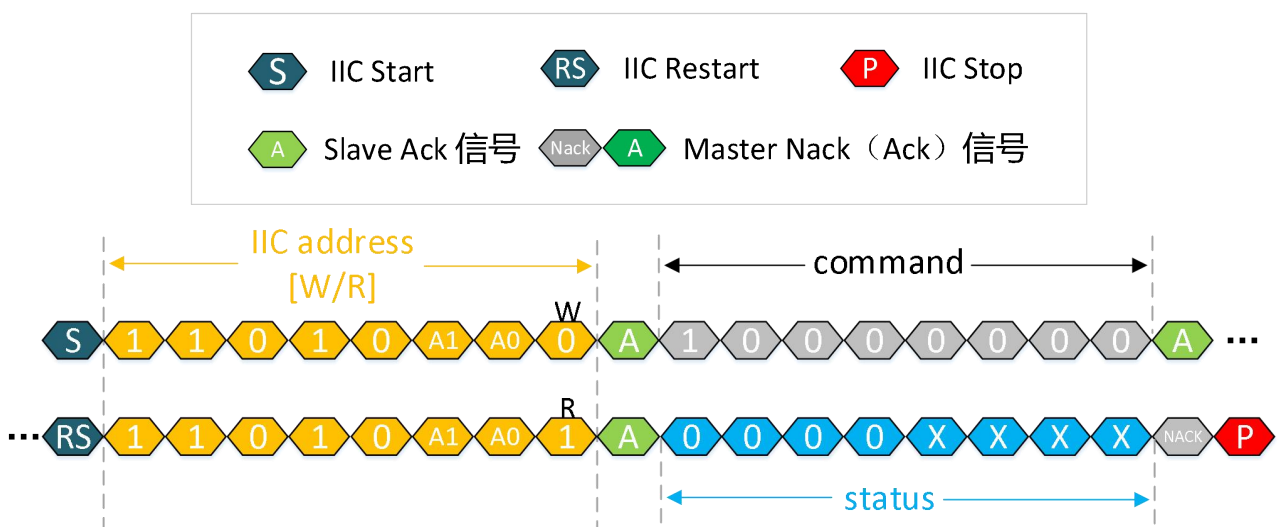 S IIC Start RS IIC Restart P IIC Stop
A Slave Ack 信号 Nack A Master Nack（Ack）信号
IIC address
[W/R]
command
W
S 1 1 0 1 0 A1 A0 0 A 1 0 0 0 0 0 0 0 A ...
R
... RS 1 1 0 1 0 A1 A0 1 A 0 0 0 0 X X X X NACK P
status